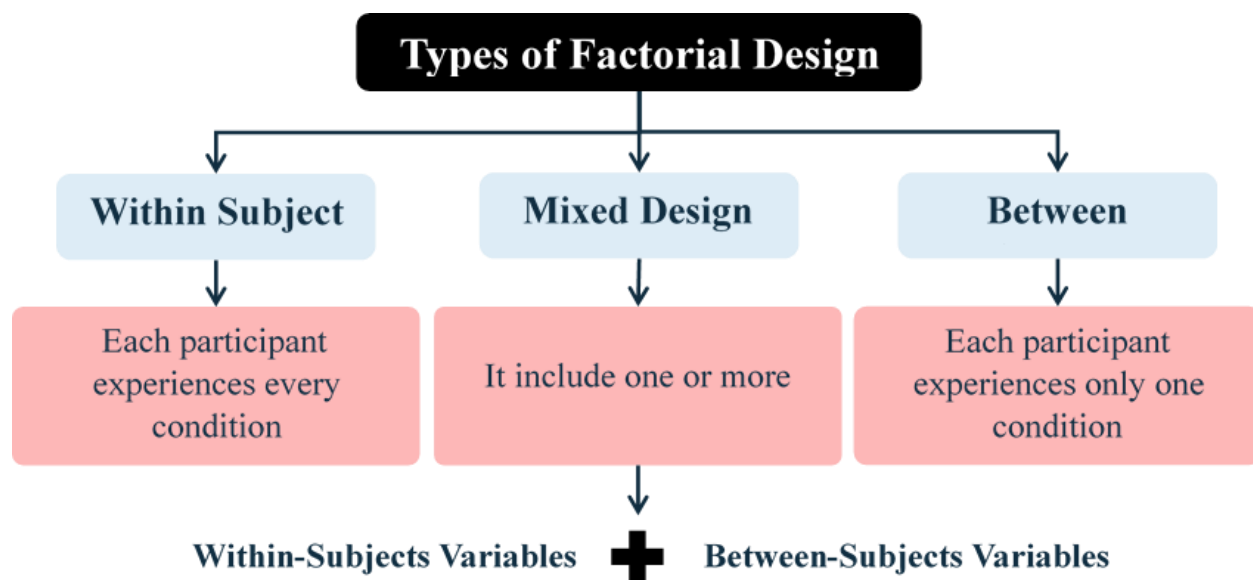 Types of Factorial Design
Within Subject
Mixed Design
Between
Each participant
experiences every
condition
It include one or more
Each participant
experiences only one
condition
Within-Subjects Variables
Between-Subjects Variables